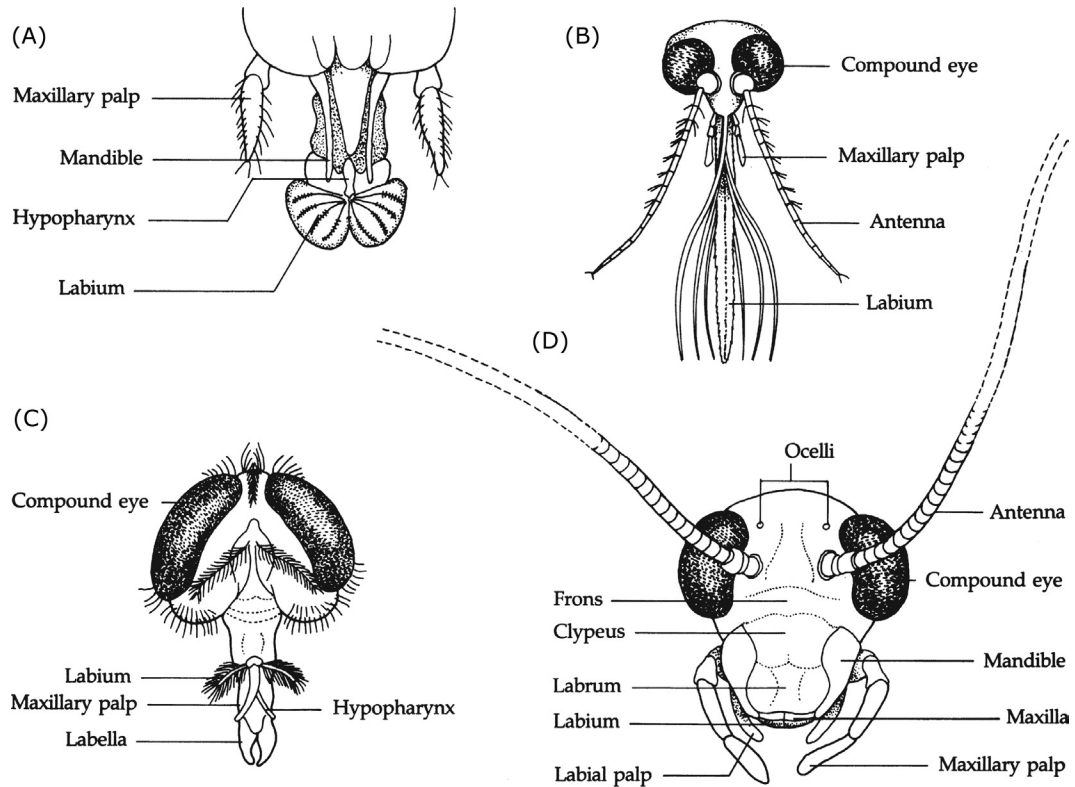 (A)
Maxillary palp
Mandible
Hypopharynx
Labium
(B)
Compound eye
Maxillary palp
Antenna
Labium
(C)
Compound eye
Labium
Maxillary palp
Labella
Hypopharynx
(D)
Ocelli
Antenna
Compound eye
Frons
Clypeus
Labrum
Labium
Labial palp
Mandible
Maxilla
Maxillary palp